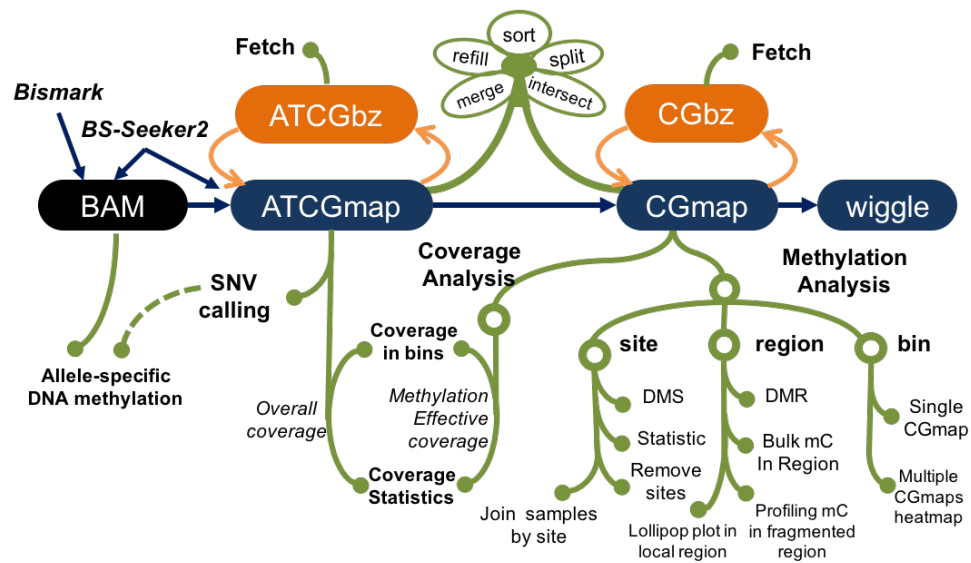 sort
Fetch
refill
split
Fetch
merge
intersect
Bismark
ATCGbz
CGbz
BS-Seeker2
BAM
ATCGmap
CGmap
wiggle
Coverage
Analysis
Methylation
Analysis
SNV
calling
Coverage
in bins
site
region
bin
Allele-specific
DNA methylation
Overall
coverage
Methylation
Effective
coverage
DMS
DMR
Single
CGmap
Statistic
Bulk mC
In Region
Coverage
Statistics
Remove
sites
Multiple
CGmaps
heatmap
Join samples
by site
Lollipop plot in
local region
Profiling mC
in fragmented
region